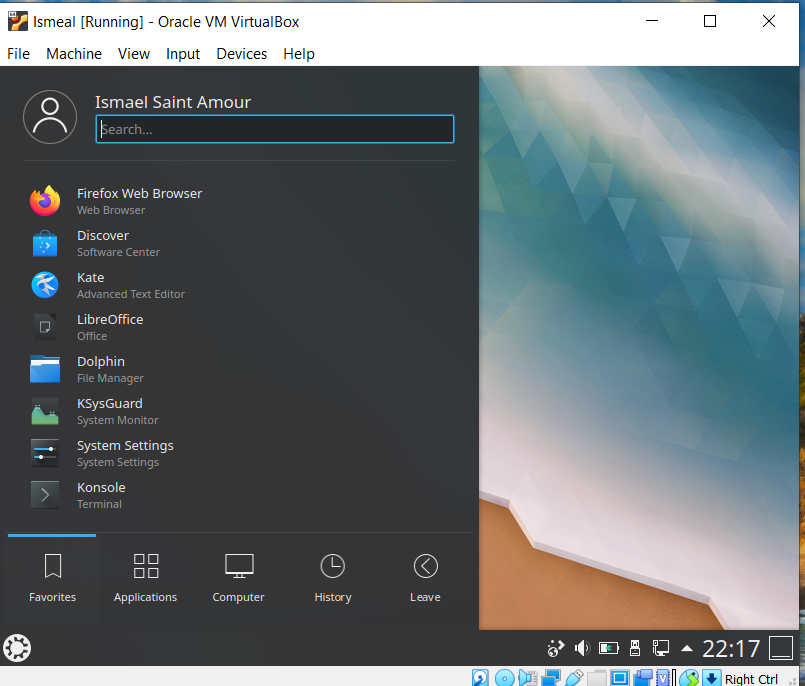 Ismeal [Running] - Oracle VM VirtualBox
File Machine View Input Devices Help
Ismael Saint Amour
Search...
Firefox Web Browser
Web Browser
Discover
Software Center
Kate
Advanced Text Editor
LibreOffice
Office
Dolphin
File Manager
KSysGuard
System Monitor
System Settings
System Settings
Konsole
Terminal
Favorites Applications Computer History Leave
22:17
Right Ctrl